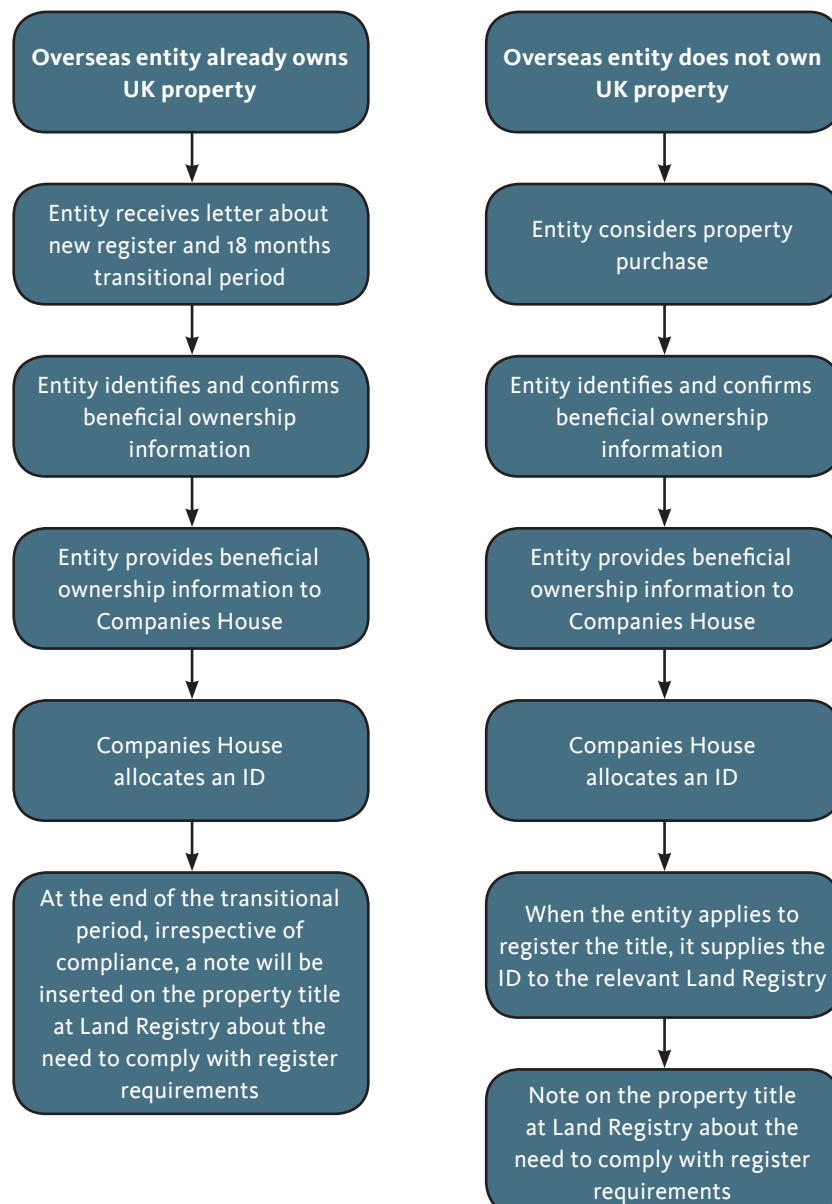 Overseas entity already owns
UK property
Entity receives letter about
new register and 18 months
transitional period
Entity identifies and confirms
beneficial ownership
information
Entity provides beneficial
ownership information to
Companies House
Companies House
allocates an ID
At the end of the transitional
period, irrespective of
compliance, a note will be
inserted on the property title
at Land Registry about the
need to comply with register
requirements
Overseas entity does not own
UK property
Entity considers property
purchase
Entity identifies and confirms
beneficial ownership
information
Entity provides beneficial
ownership information to
Companies House
Companies House
allocates an ID
When the entity applies to
register the title, it supplies the
ID to the relevant Land Registry
Note on the property title
at Land Registry about the
need to comply with register
requirements